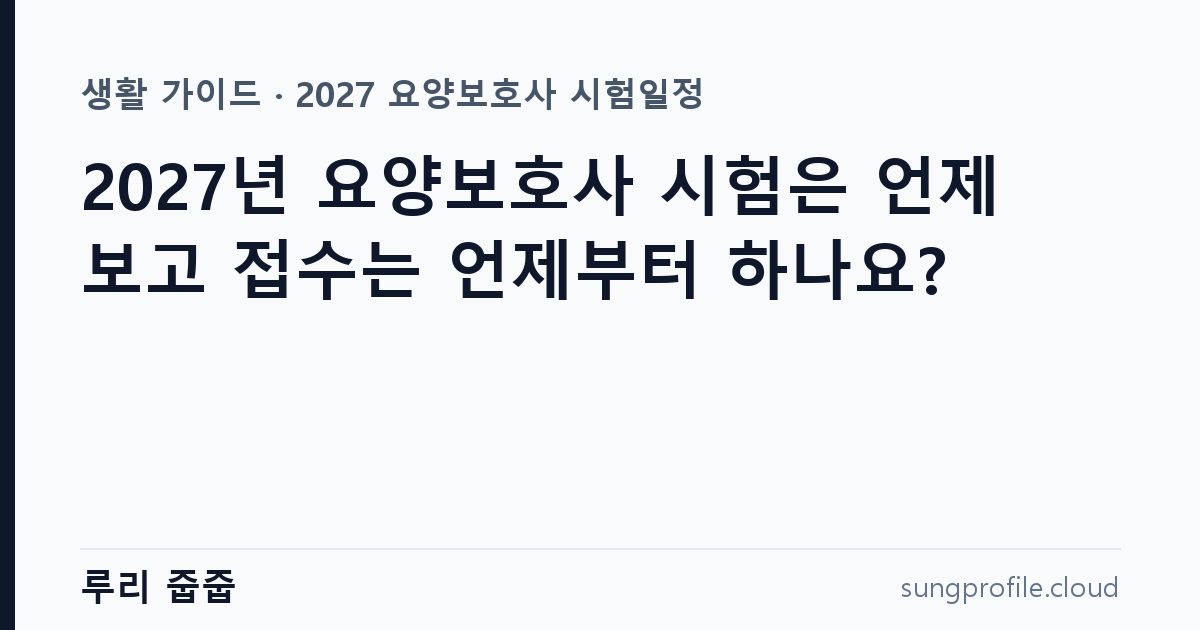 생활 가이드 · 2027 요양보호사 시험일정
2027년 요양보호사 시험은 언제
보고 접수는 언제부터 하나요?
루리 줍줍
sungprofile.cloud